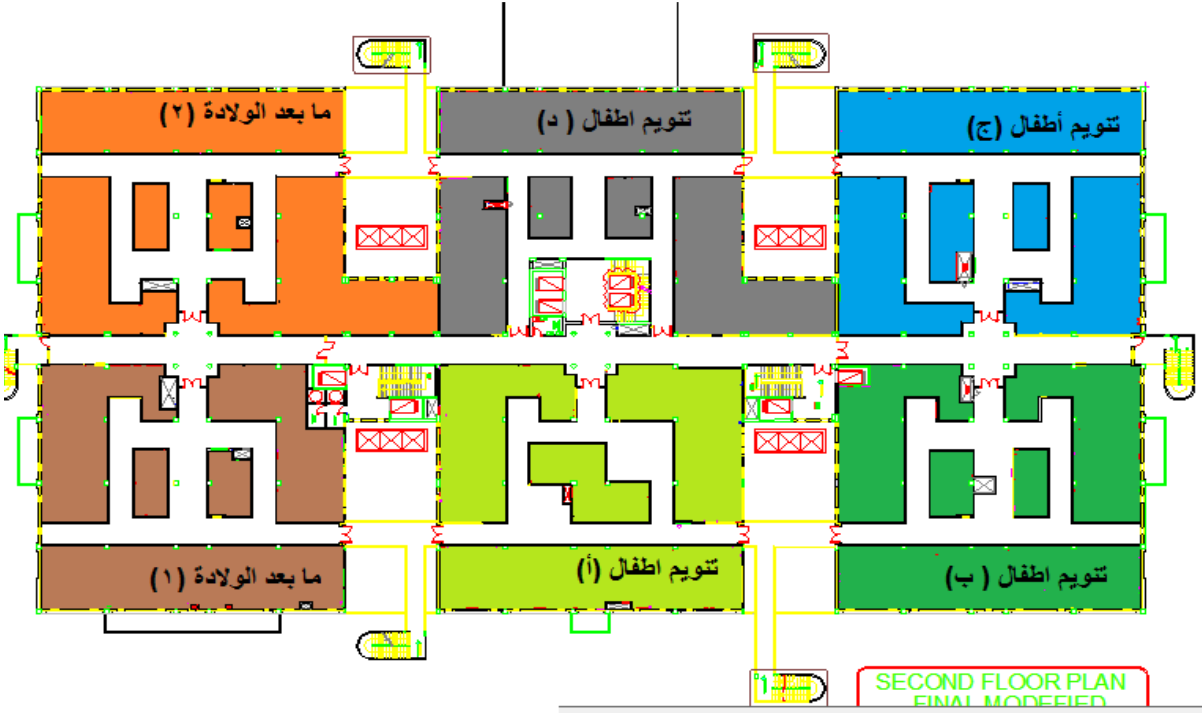 ما بعد الولادة (٢)
تنويم اطفال ( د)
تنويم أطفال (ج)
ما بعد الولادة (١)
تنويم اطفال (أ)
تنويم اطفال ( ب)
SECOND FLOOR PLAN
FINAL MODEFIED